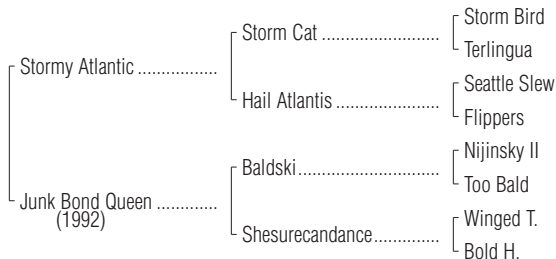 Storm Bird
Storm Cat ........................
Terlingua
Stormy Atlantic ................
Seattle Slew
Hail Atlantis .....................
Flippers
Nijinsky II
Baldski.............................
Too Bald
Junk Bond Queen ............
(1992)
Winged T.
Shesurecandance..............
Bold H.